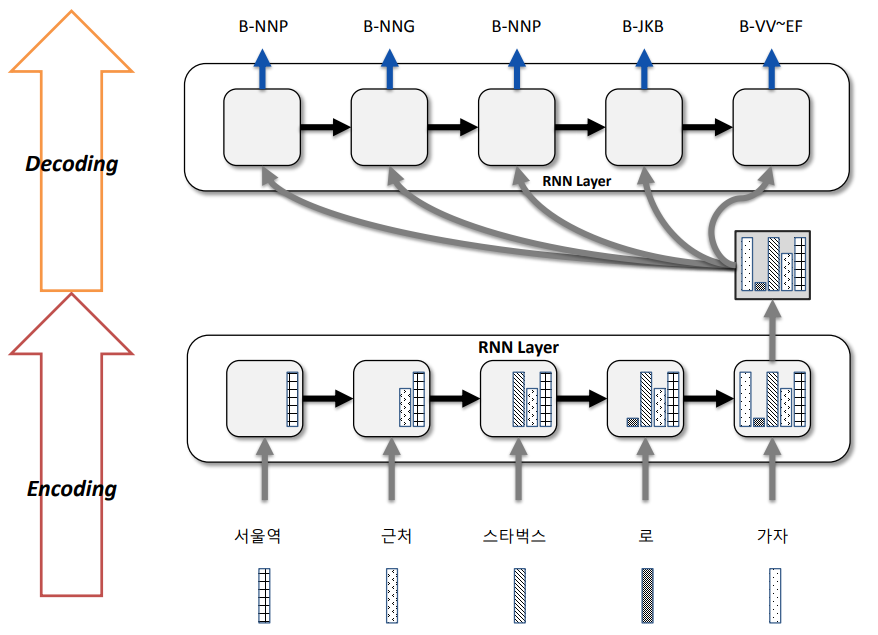 B-NNP B-NNG B-NNP B-JKB B-VV~EF
Decoding
RNN Layer
RNN Layer
Encoding
서울역 근처 스타벅스 로 가자